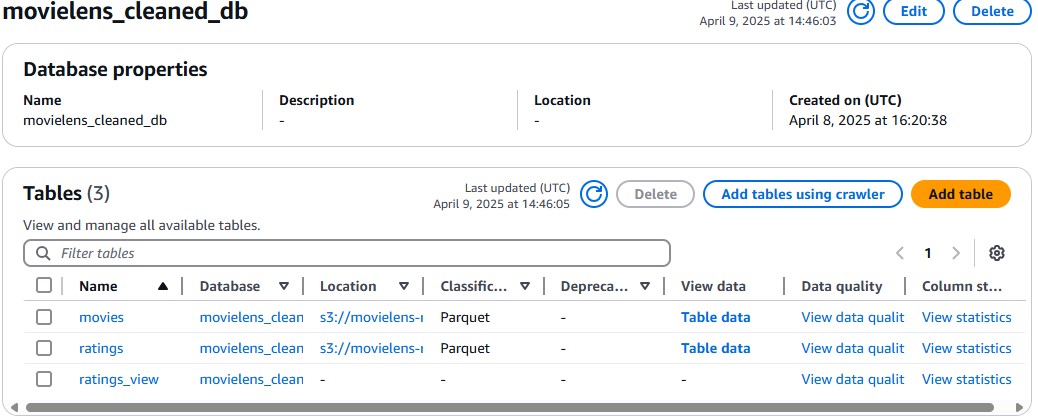 movielens_cleaned_db
Last updated (UTC)
April 9, 2025 at 14:46:03
Edit
Delete
Database properties
Name
movielens_cleaned_db
Description
-
Location
-
Created on (UTC)
April 8, 2025 at 16:20:38
Tables (3)
Last updated (UTC)
April 9, 2025 at 14:46:05
Delete
Add tables using crawler
Add table
View and manage all available tables.
Filter tables
1
Name Database Location Classific... Depreca... View data Data quality Column st...
movies movielens_clean s3://movielens- Parquet - Table data View data qualit View statistics
ratings movielens_clean s3://movielens- Parquet - Table data View data qualit View statistics
ratings_view movielens_clean - - - - View data qualit View statistics